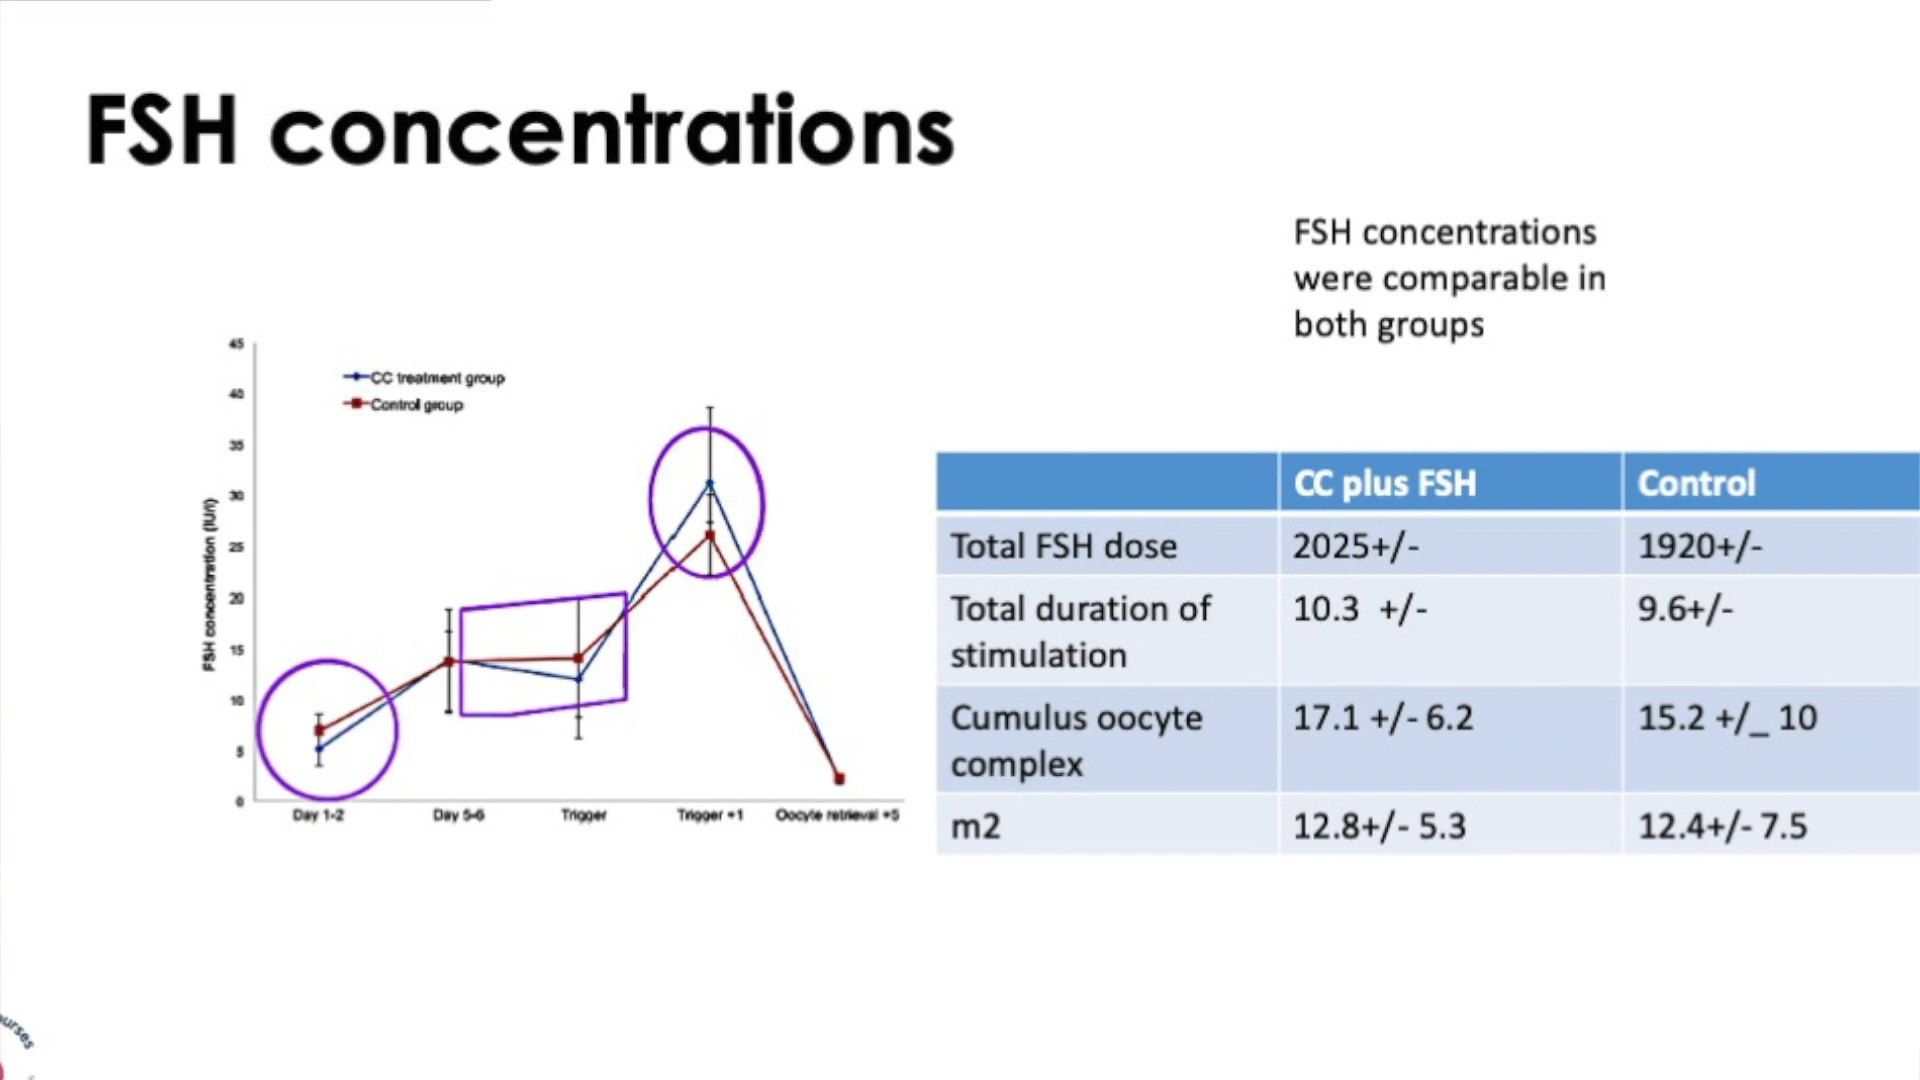 FSH concentrations
FSH concentrations
were comparable in
both groups
45
40
35
30
25
20
15
10
5
0
FSH concentration (IU/l)
CC treatment group
Control group
Day 1-2
Day 5-6
Trigger
Trigger +1
Oocyte retrieval +5
CC plus FSH
Control
Total FSH dose
2025+/-
1920+/-
Total duration of
stimulation
10.3 +/-
9.6+/-
Cumulus oocyte
complex
17.1 +/- 6.2
15.2 +/_ 10
m2
12.8+/- 5.3
12.4+/- 7.5